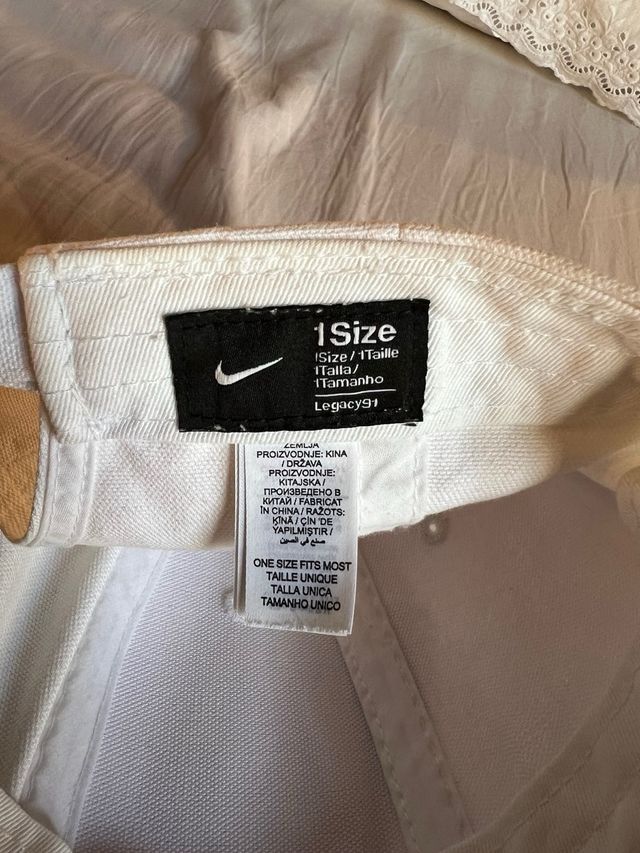 1Size
1Size / 1Taille
1Talla/
1Tamanho
Legacy91
ZEMLJA
PROIZVODNJE: KINA
/ DRŽAVA
PROIZVODNJE:
KITAJSKA /
ПРОИЗВЕДЕНО В
КИТАЙ / FABRICAT
ÎN CHINA / RAŽOTS:
ĶĪNĀ / ÇİN 'DE
YAPILMIŞTIR /
صنع في الصين
ONE SIZE FITS MOST
TAILLE UNIQUE
TALLA UNICA
TAMANHO UNICO